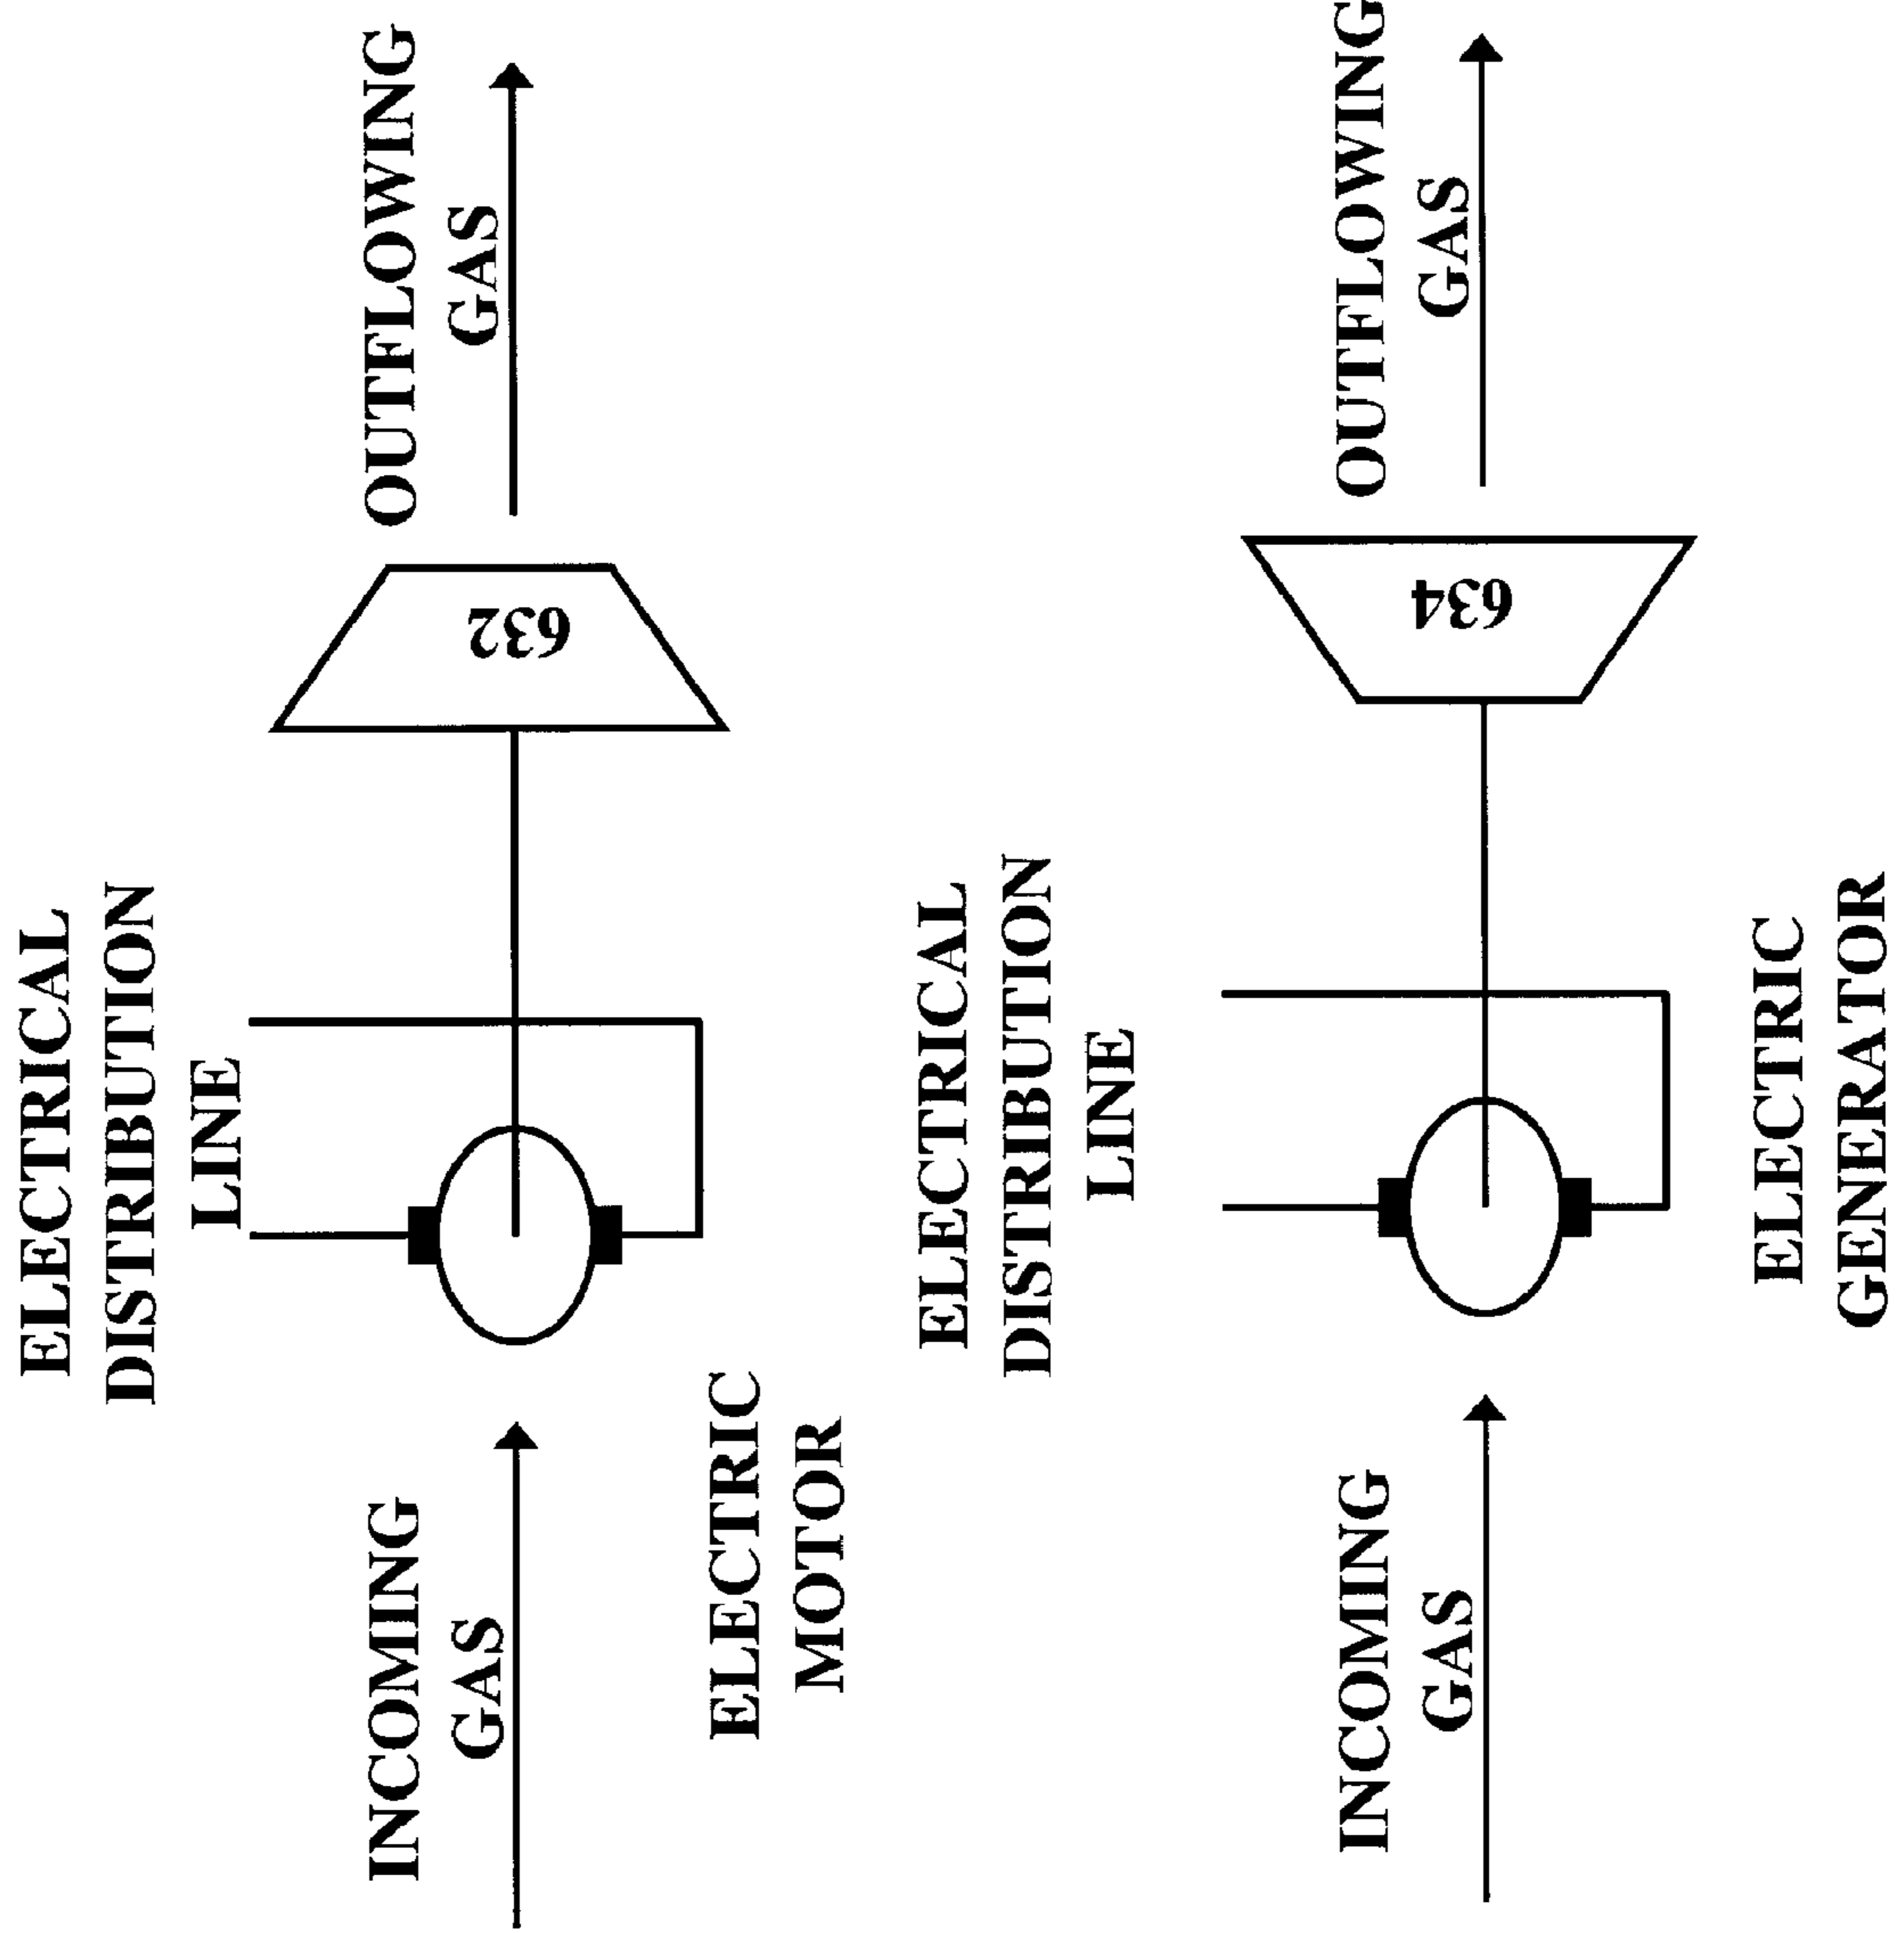 ELECTRICAL
DISTRIBUTION
LINE
INCOMING
GAS
OUTFLOWING
GAS
632
ELECTRIC
MOTOR
ELECTRICAL
DISTRIBUTION
LINE
INCOMING
GAS
OUTFLOWING
GAS
634
ELECTRIC
GENERATOR